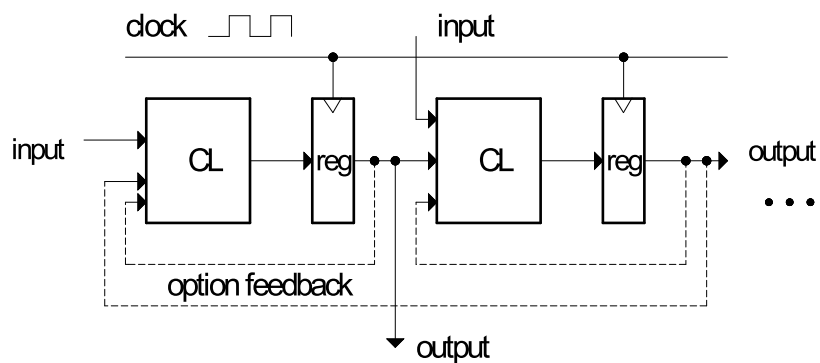 clock
input
input
CL
reg
CL
reg
output
option feedback
output